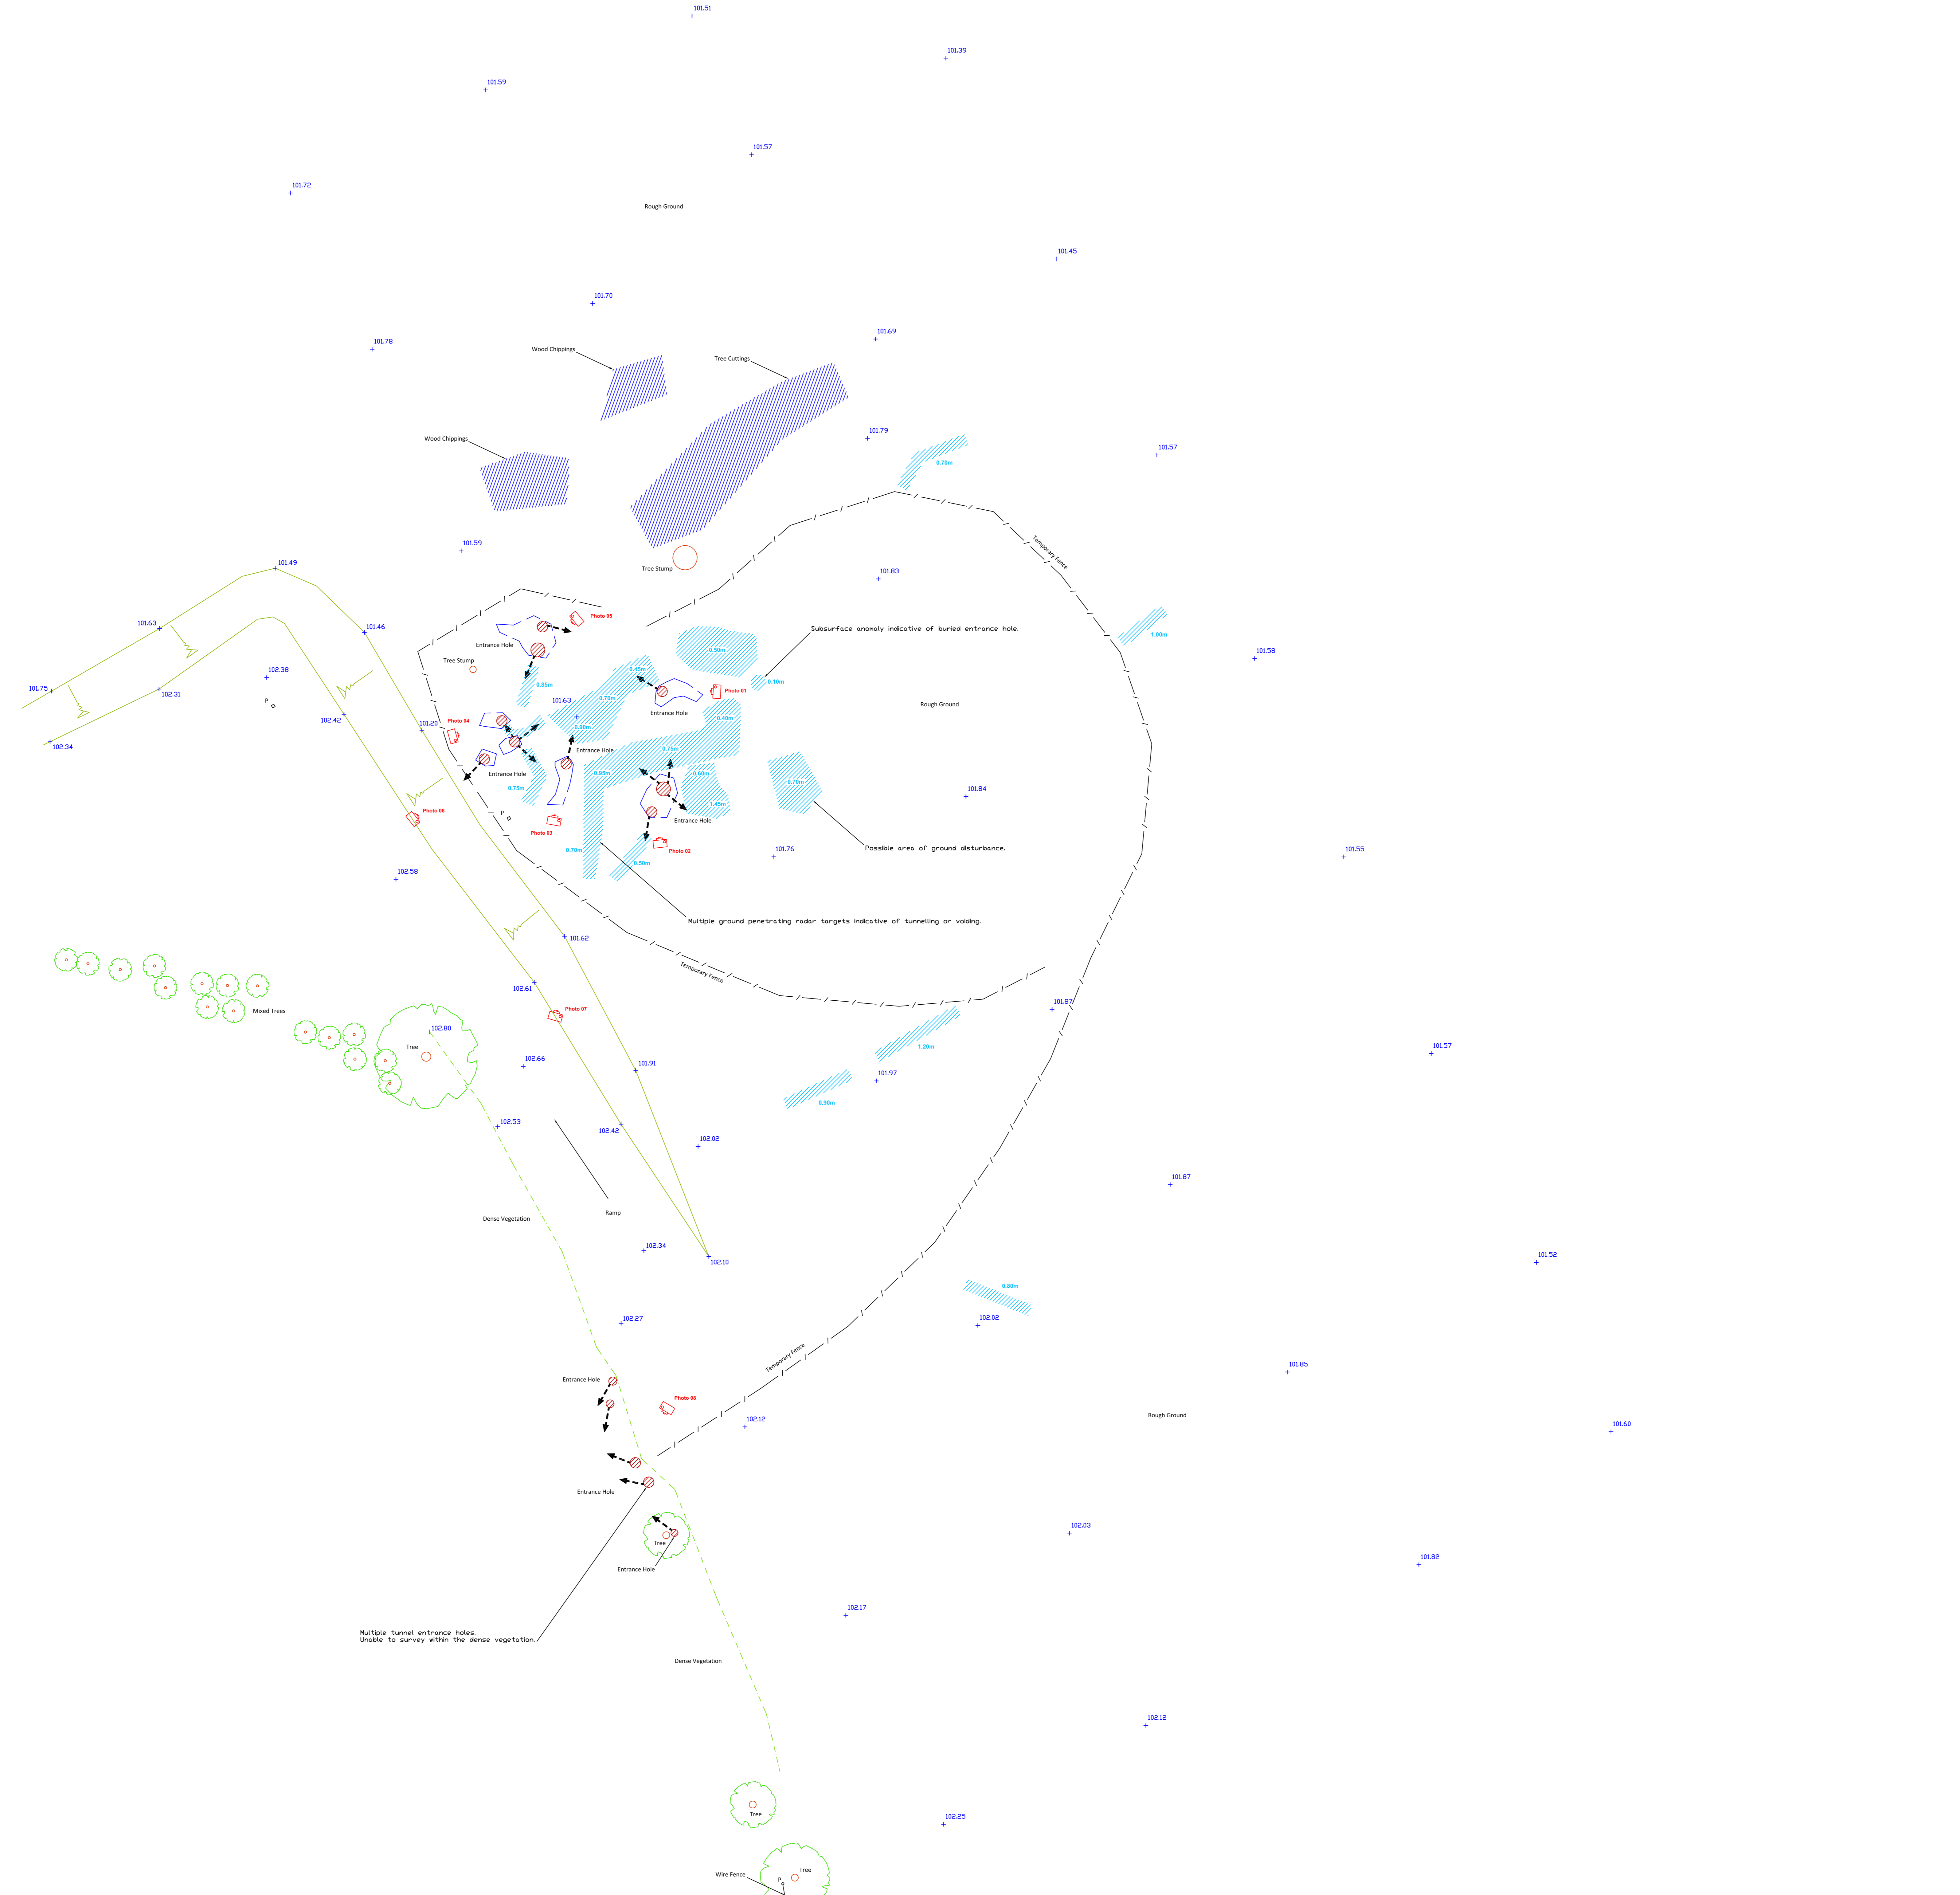 101.51
101.39
101.59
101.57
101.72
Rough Ground
101.45
101.70
101.69
101.78
Wood Chippings
Tree Cuttings
101.79
Wood Chippings
101.57
0.70m
101.59
Temporary Fence
101.49
Tree Stump
101.83
Photo 05
101.63
101.46
Subsurface anomaly indicative of buried entrance hole.
1.00m
Entrance Hole
0.50m
Tree Stump
101.58
102.38
0.45m
0.10m
0.85m
101.75
102.31
Photo 01
0.70m
P
101.63
Rough Ground
Entrance Hole
102.42
Photo 04
101.20
0.40m
0.90m
102.34
Entrance Hole
0.75m
Entrance Hole
0.95m
0.60m
0.75m
0.70m
101.84
1.45m
Photo 06
P
Entrance Hole
Photo 03
0.70m
Photo 02
Possible area of ground disturbance.
101.76
101.55
0.50m
102.58
Multiple ground penetrating radar targets indicative of tunnelling or voiding.
101.62
Temporary Fence
102.61
101.87
Photo 07
Mixed Trees
102.80
Tree
1.20m
101.57
102.66
101.91
101.97
0.90m
102.53
102.42
102.02
101.87
Ramp
Dense Vegetation
102.34
102.10
101.52
0.80m
102.27
102.02
Temporary Fence
101.85
Entrance Hole
Photo 08
102.12
Rough Ground
101.60
Entrance Hole
102.03
Tree
101.82
Entrance Hole
102.17
Multiple tunnel entrance holes.
Unable to survey within the dense vegetation.
Dense Vegetation
102.12
Tree
102.25
Tree
Wire Fence
P